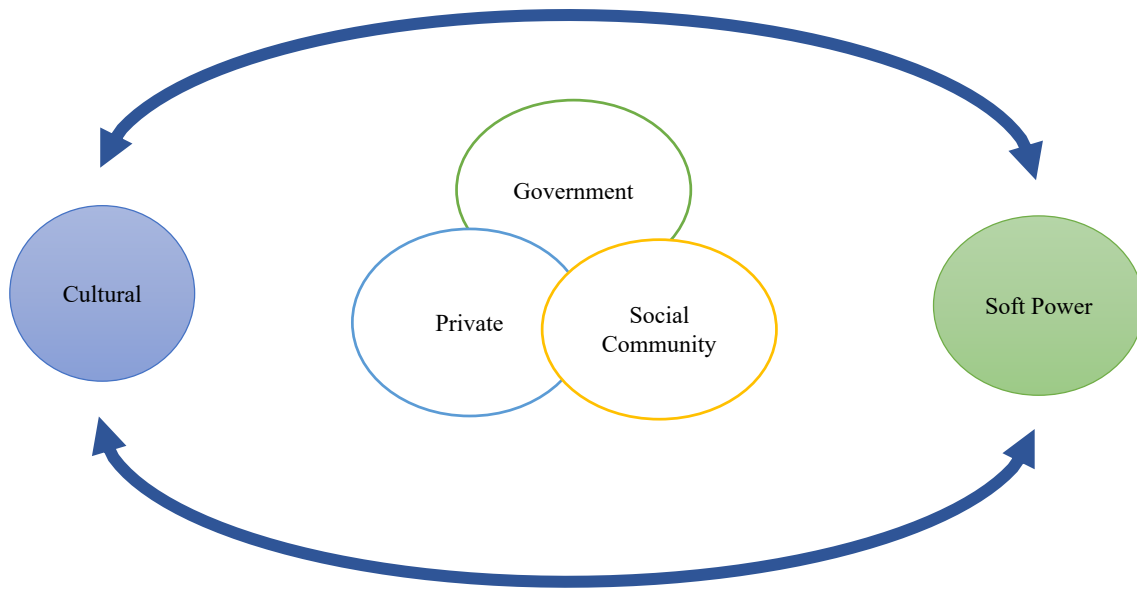 Government
Cultural
Private
Social
Community
Soft Power